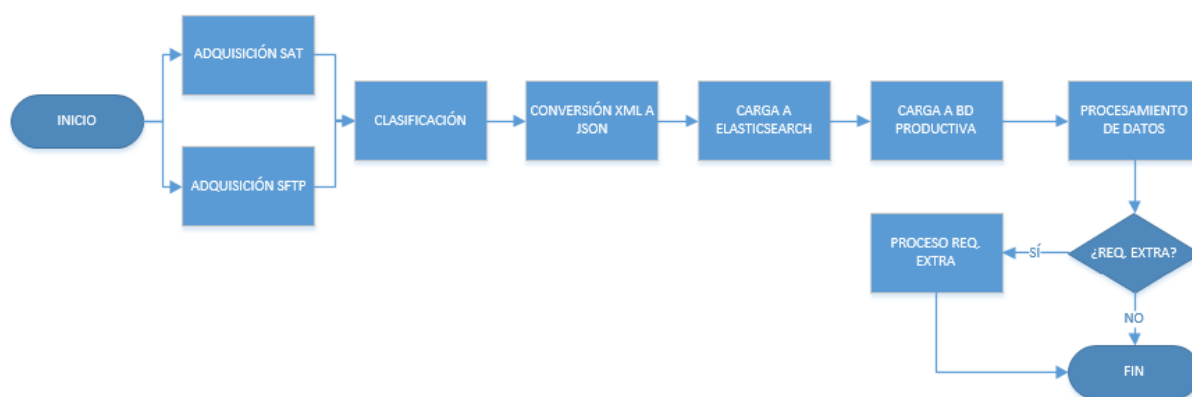 INICIO
ADQUISICIÓN SAT
ADQUISICIÓN SFTP
CLASIFICACIÓN
CONVERSIÓN XML A
JSON
CARGA A
ELASTICSEARCH
CARGA A BD
PRODUCTIVA
PROCESAMIENTO
DE DATOS
¿REQ. EXTRA?
SÍ
PROCESO REQ.
EXTRA
NO
FIN